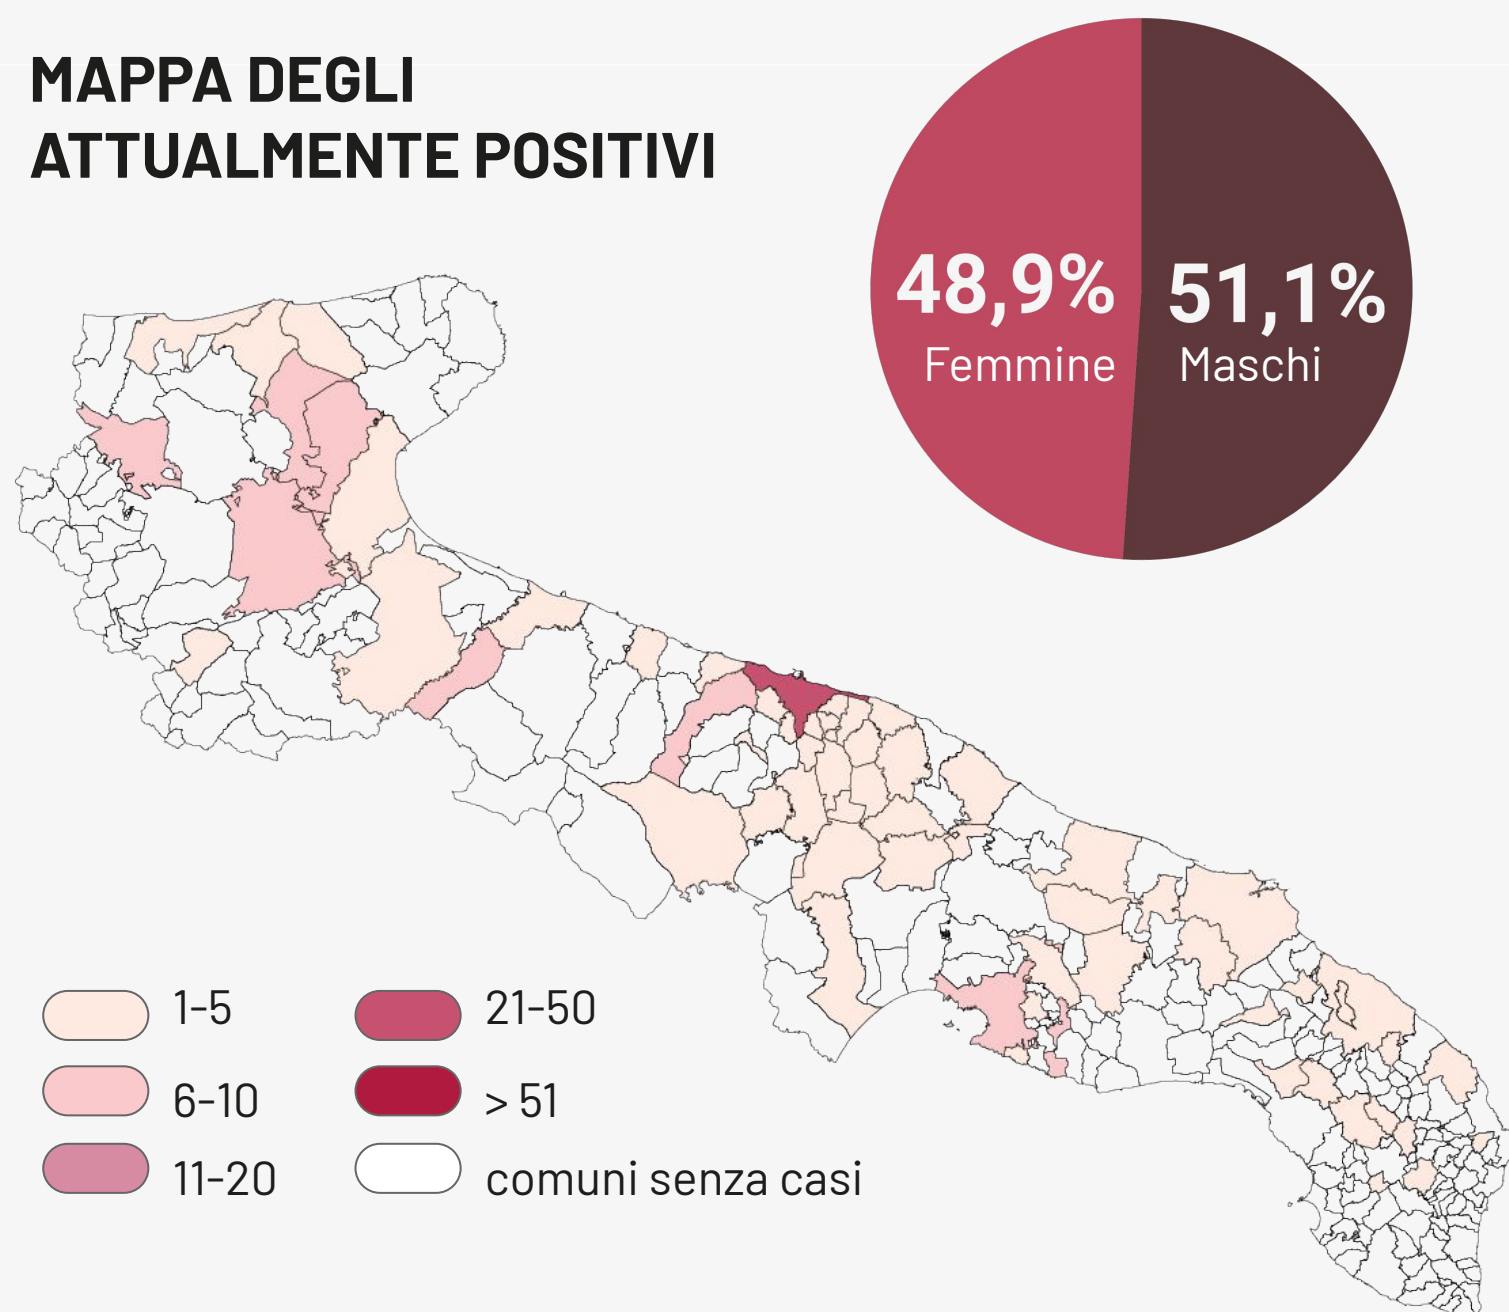 MAPPA DEGLI
ATTUALMENTE POSITIVI
48,9%
Femmine
51,1%
Maschi
1-5
6-10
11-20
21-50
> 51
comuni senza casi